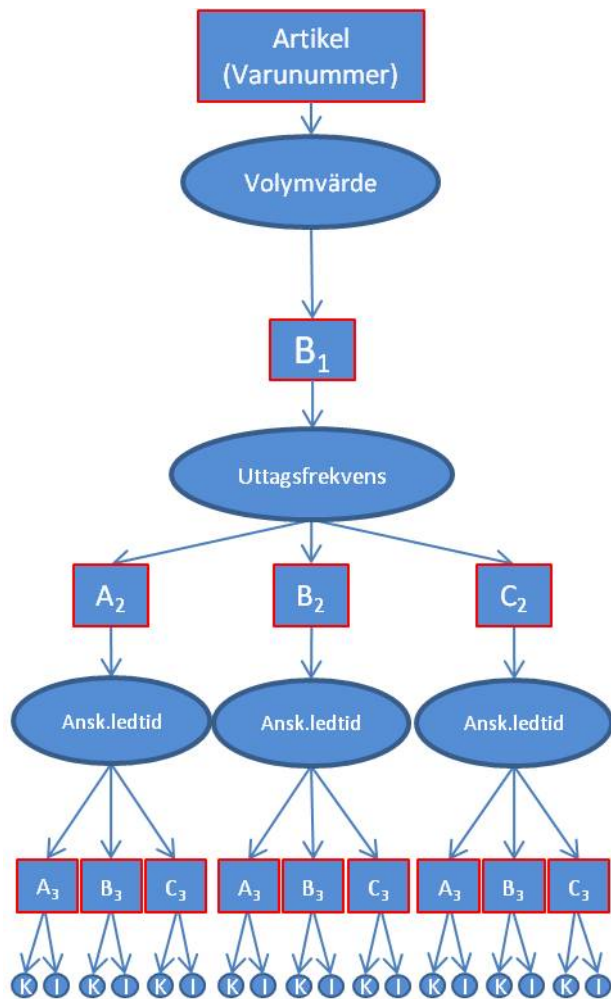 Artikel
(Varunummer)
Volymvärde
B₁
Uttagsfrekvens
A₂ B₂ C₂
Ansk.ledtid Ansk.ledtid Ansk.ledtid
A₃ B₃ C₃ A₃ B₃ C₃ A₃ B₃ C₃
K I K I K I K I K I K I K I K I K I